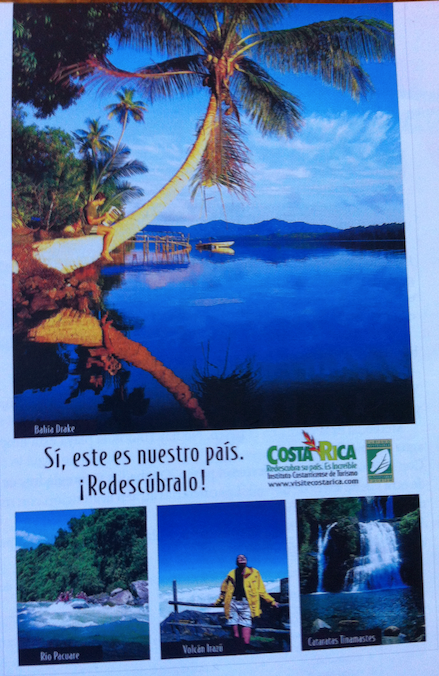 Bahía Drake
Sí, este es nuestro país.
¡Redescúbralo!
COSTA RICA
Redescubra su país. Es Increíble
Instituto Costarricense de Turismo
www.visitecostarica.com
Río Pacuare
Volcán Irazú
Cataratas Tinamastes